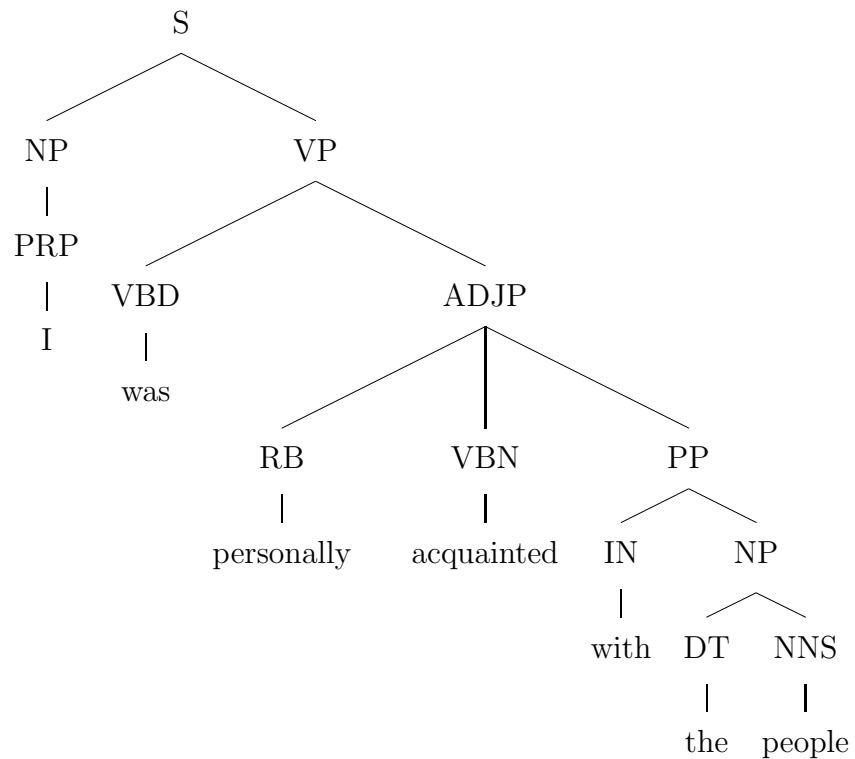 S
NP VP
PRP
VBD ADJP
I
was
RB VBN PP
personally acquainted IN NP
with DT NNS
the people